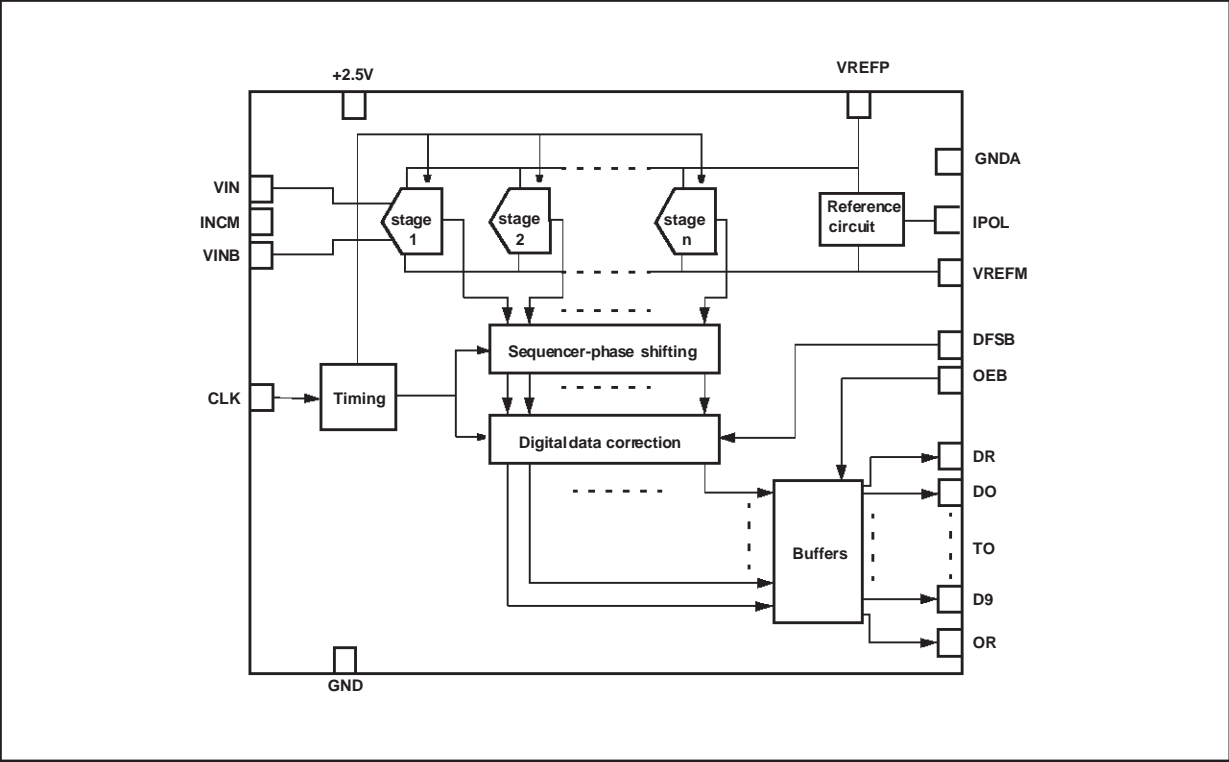 +2.5V
VREFP
GNDA
VIN
INCM
VINB
stage
1
stage
2
stage
n
Reference
circuit
IPOL
VREFM
Sequencer-phase shifting
DFSB
OEB
CLK
Timing
Digital data correction
DR
DO
Buffers
TO
D9
OR
GND